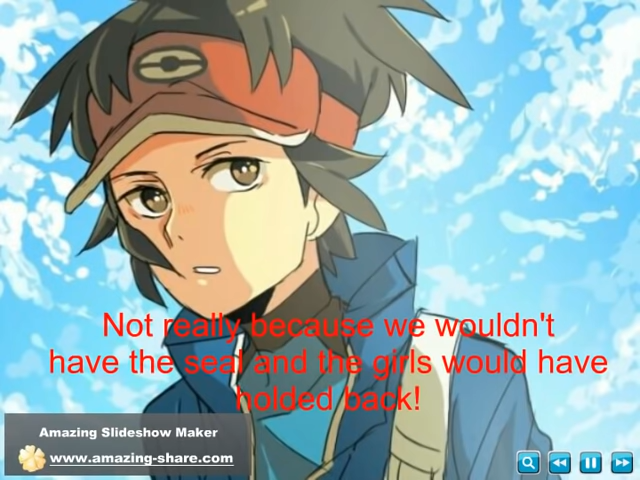 Not really because we wouldn't
have the seal and the girls would have
holded back!
Amazing Slideshow Maker
www.amazing-share.com